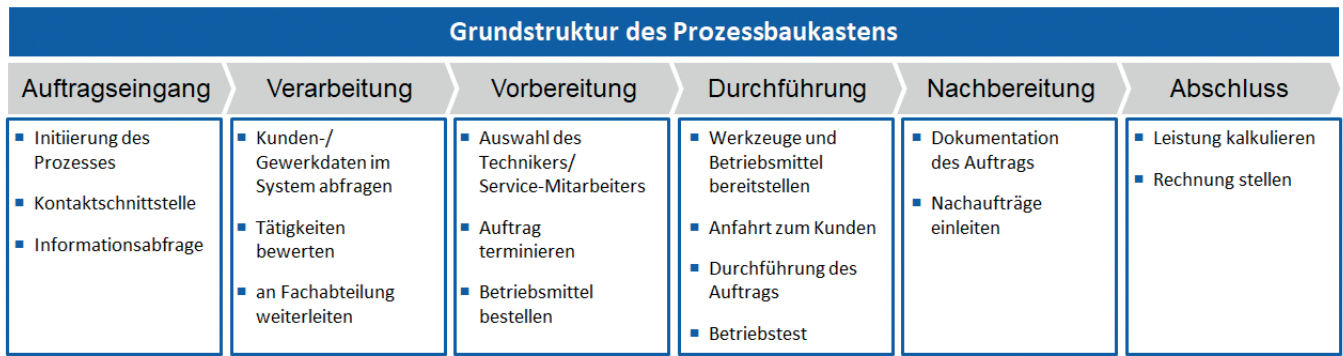 Grundstruktur des Prozessbaukastens
Auftragseingang
Verarbeitung
Vorbereitung
Durchführung
Nachbereitung
Abschluss
▪ Initiierung des
Prozesses
▪ Kontaktschnittstelle
▪ Informationsabfrage
▪ Kunden-/
Gewerkdaten im
System abfragen
▪ Tätigkeiten
bewerten
▪ an Fachabteilung
weiterleiten
▪ Auswahl des
Technikers/
Service-Mitarbeiters
▪ Auftrag
terminieren
▪ Betriebsmittel
bestellen
▪ Werkzeuge und
Betriebsmittel
bereitstellen
▪ Anfahrt zum Kunden
▪ Durchführung des
Auftrags
▪ Betriebstest
▪ Dokumentation
des Auftrags
▪ Nachaufträge
einleiten
▪ Leistung kalkulieren
▪ Rechnung stellen